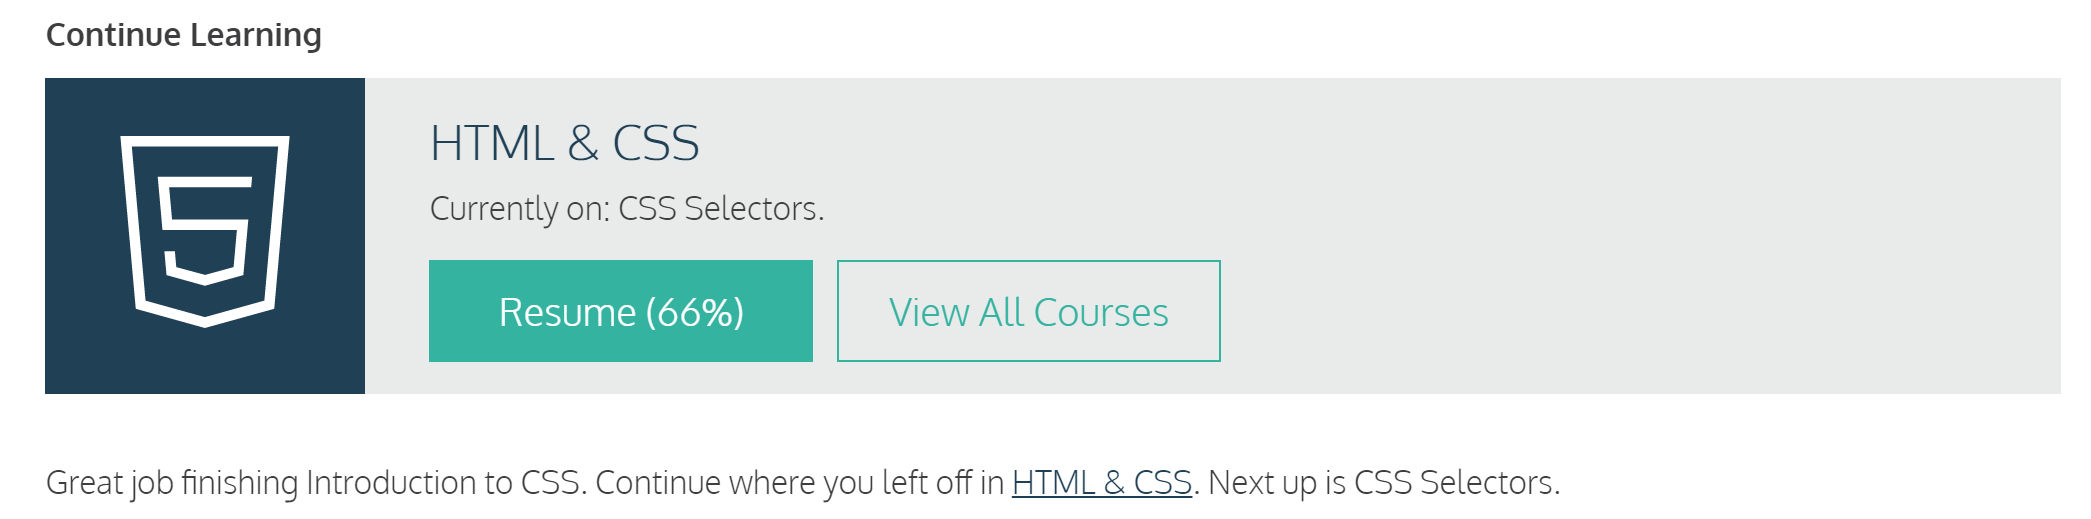 Continue Learning
HTML & CSS
Currently on: CSS Selectors.
Resume (66%)
View All Courses
Great job finishing Introduction to CSS. Continue where you left off in HTML & CSS. Next up is CSS Selectors.